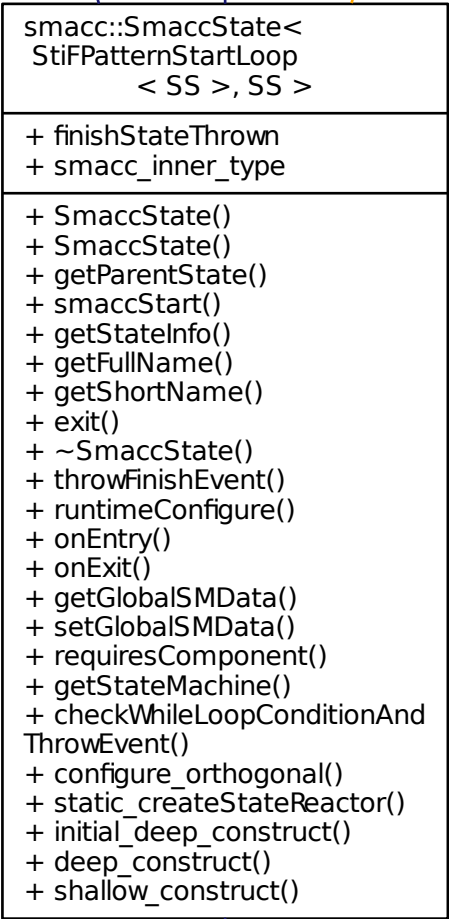 smacc::SmaccState<
StiFPatternStartLoop
< SS >, SS >
+ finishStateThrown
+ smacc_inner_type
+ SmaccState()
+ SmaccState()
+ getParentState()
+ smaccStart()
+ getStateInfo()
+ getFullName()
+ getShortName()
+ exit()
+ ~SmaccState()
+ throwFinishEvent()
+ runtimeConfigure()
+ onEntry()
+ onExit()
+ getGlobalSMData()
+ setGlobalSMData()
+ requiresComponent()
+ getStateMachine()
+ checkWhileLoopConditionAnd
ThrowEvent()
+ configure_orthogonal()
+ static_createStateReactor()
+ initial_deep_construct()
+ deep_construct()
+ shallow_construct()